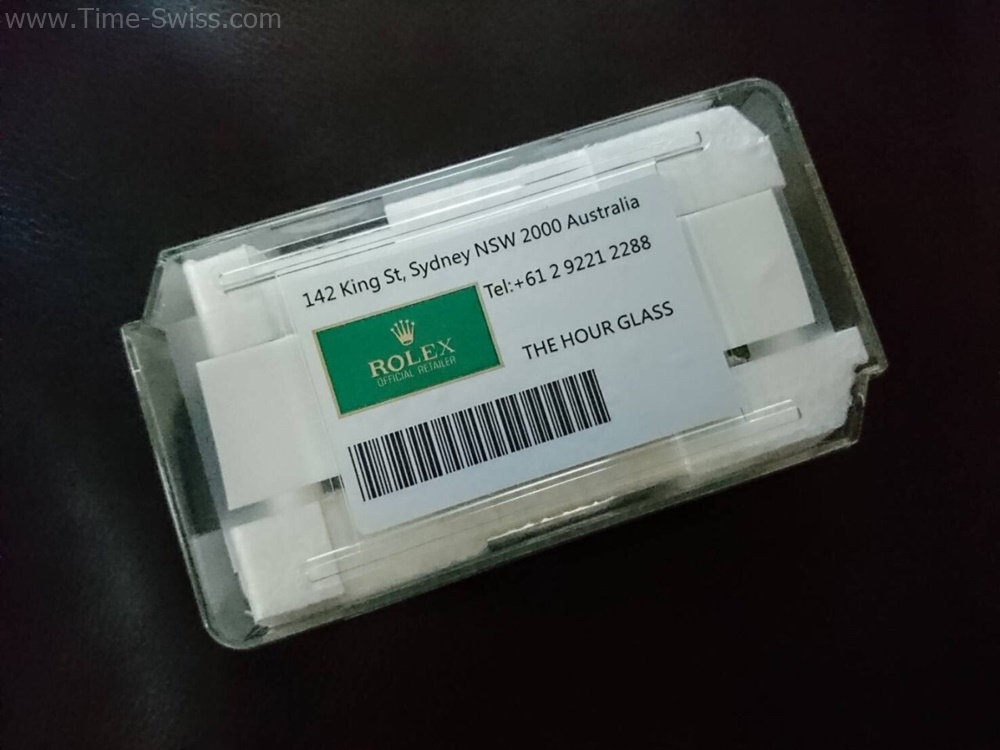 www.Time-Swiss.com
142 King St, Sydney NSW 2000 Australia
Tel:+61 2 9221 2288
ROLEX
OFFICIAL RETAILER
THE HOUR GLASS